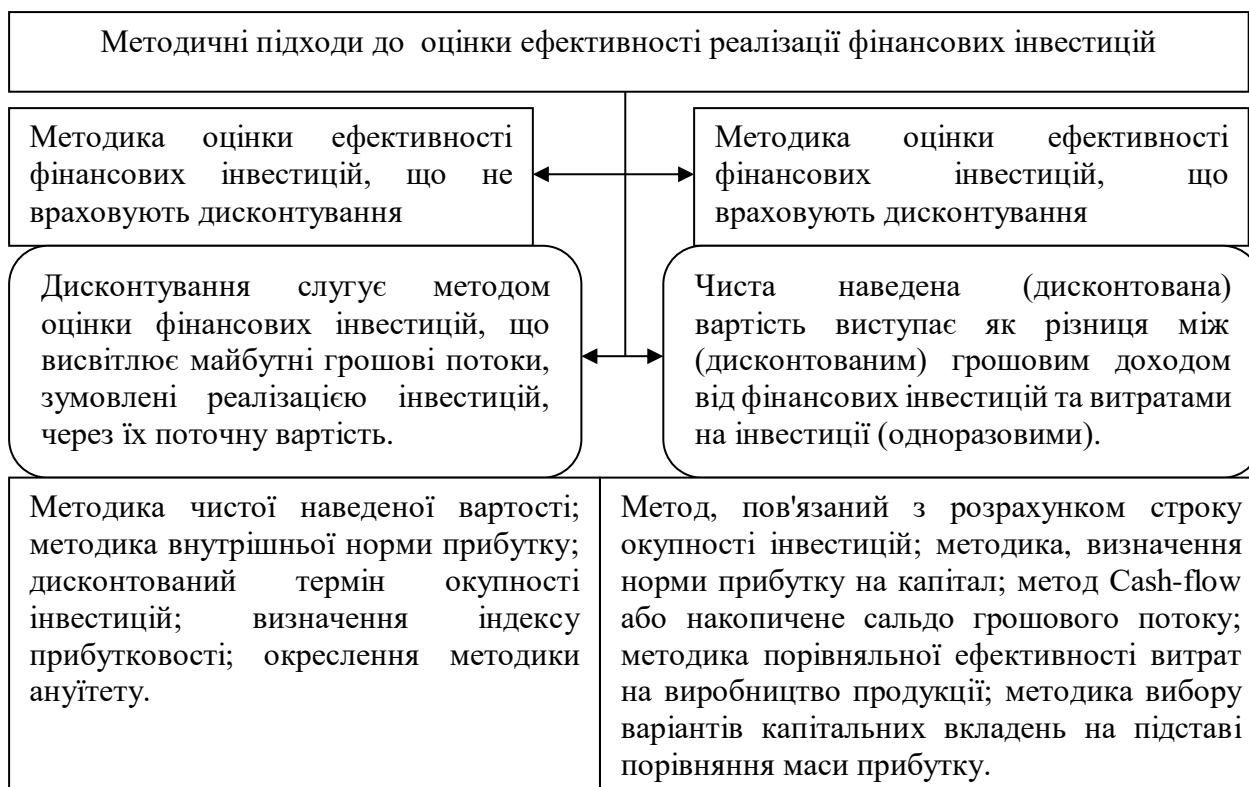 Методичні підходи до оцінки ефективності реалізації фінансових інвестицій
Методика оцінки ефективності
фінансових інвестицій, що не
враховують дисконтування
Методика оцінки ефективності
фінансових інвестицій, що
враховують дисконтування
Дисконтування слугує методом
оцінки фінансових інвестицій, що
висвітлює майбутні грошові потоки,
зумовлені реалізацією інвестицій,
через їх поточну вартість.
Чиста наведена (дисконтована)
вартість виступає як різниця між
(дисконтованим) грошовим доходом
від фінансових інвестицій та витратами
на інвестиції (одноразовими).
Методика чистої наведеної вартості;
методика внутрішньої норми прибутку;
дисконтований термін окупності
інвестицій; визначення індексу
прибутковості; окреслення методики
ануїтету.
Метод, пов'язаний з розрахунком строку
окупності інвестицій; методика, визначення
норми прибутку на капітал; метод Cash-flow
або накопичене сальдо грошового потоку;
методика порівняльної ефективності витрат
на виробництво продукції; методика вибору
варіантів капітальних вкладень на підставі
порівняння маси прибутку.